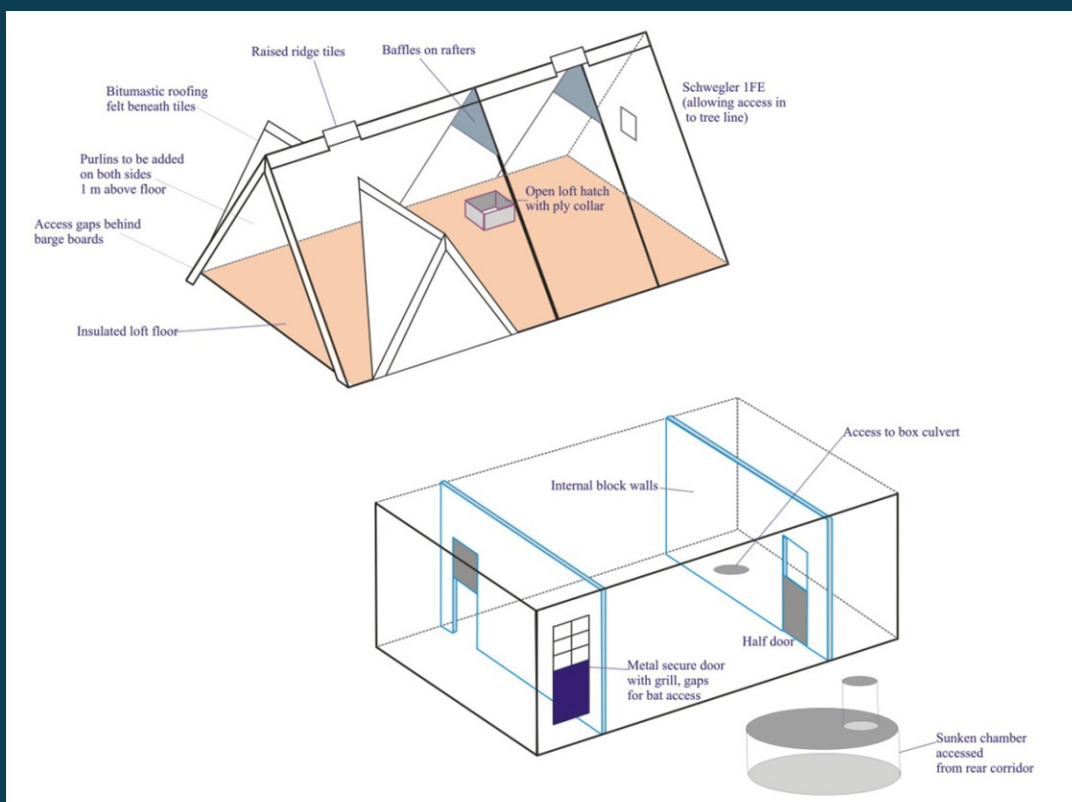 Raised ridge tiles
Baffles on rafters
Bitumastic roofing
felt beneath tiles
Schwegler 1FE
(allowing access in
to tree line)
Purlins to be added
on both sides
1 m above floor
Open loft hatch
with ply collar
Access gaps behind
barge boards
Insulated loft floor
Access to box culvert
Internal block walls
Half door
Metal secure door
with grill, gaps
for bat access
Sunken chamber
accessed
from rear corridor